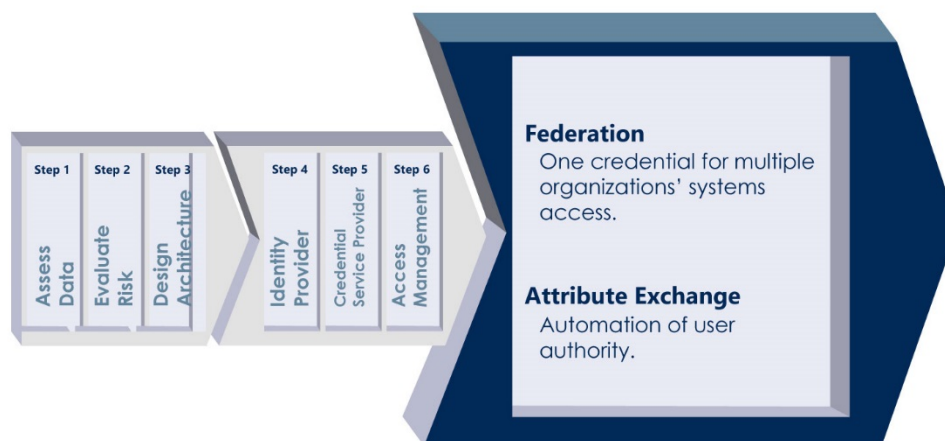 Step 1
Assess
Data
Step 2
Evaluate
Risk
Step 3
Design
Architecture
Step 4
Identity
Provider
Step 5
Credential
Service Provider
Step 6
Access
Management
Federation
One credential for multiple
organizations’ systems
access.
Attribute Exchange
Automation of user
authority.